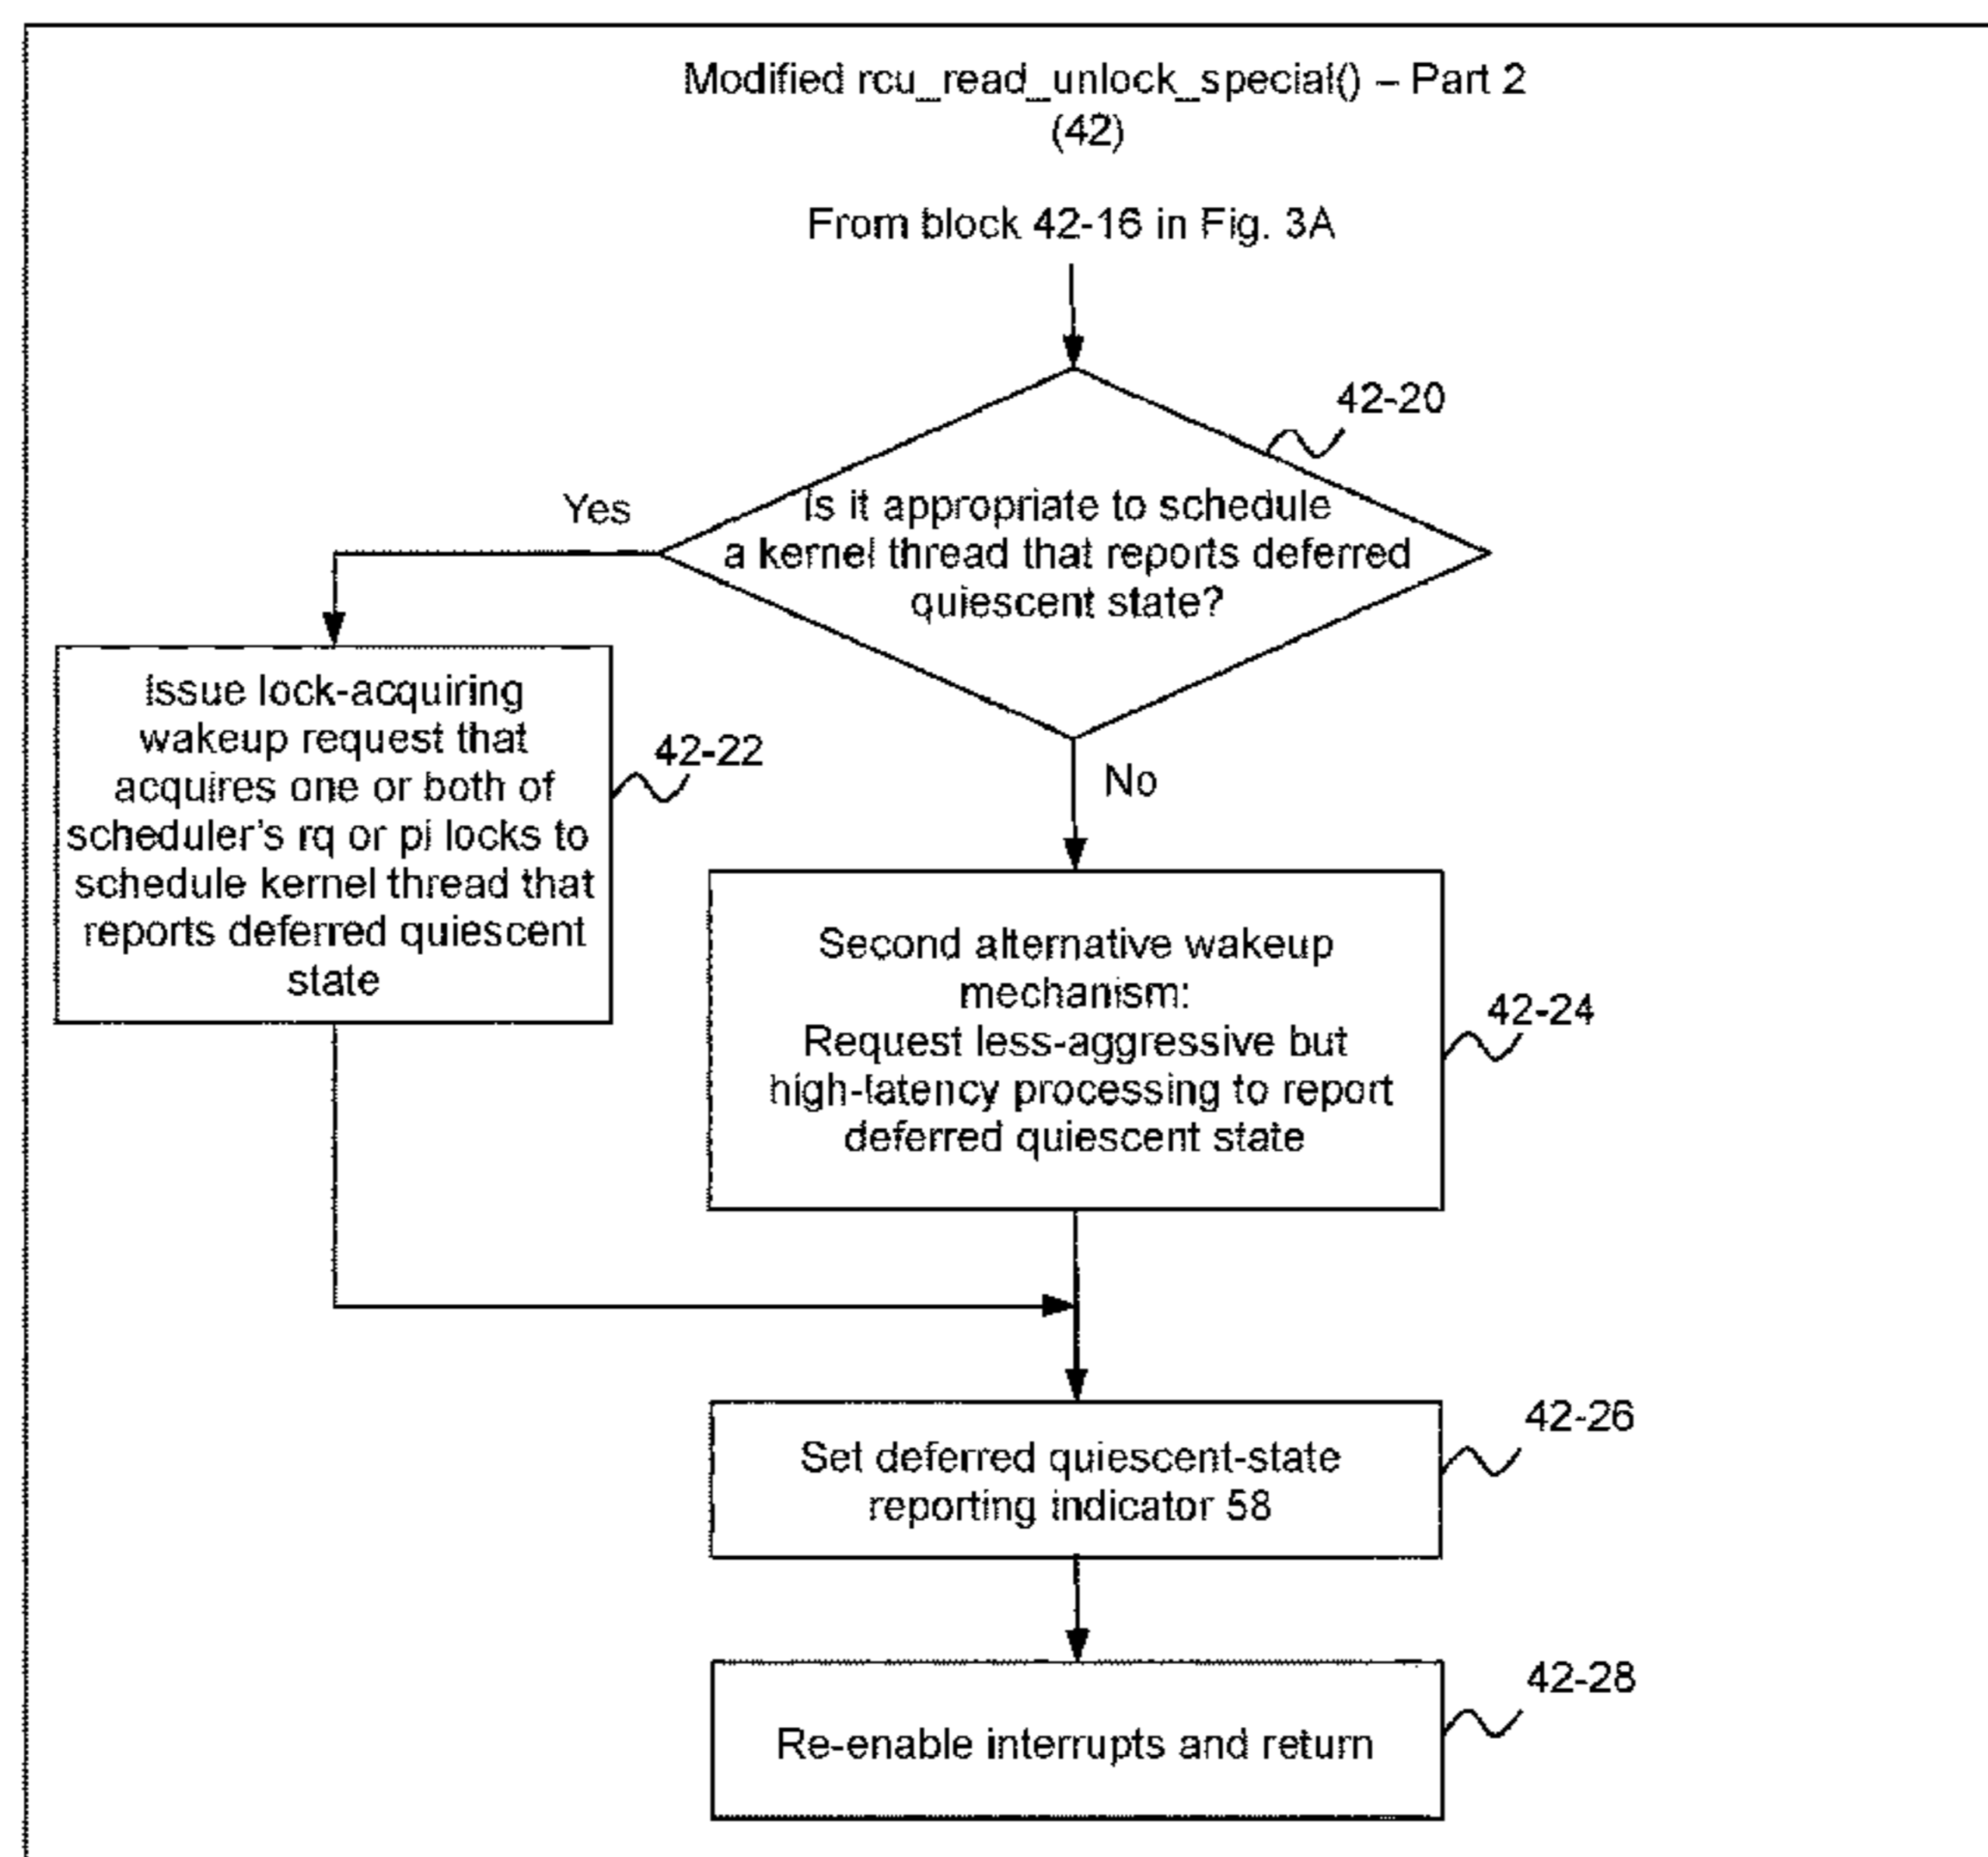 Modified rcu_read_unlock_special() – Part 2
(42)
From block 42-16 in Fig. 3A
42-20
Is it appropriate to schedule
a kernel thread that reports deferred
quiescent state?
Yes
No
Issue lock-acquiring
wakeup request that
acquires one or both of
scheduler's rq or pi locks to
schedule kernel thread that
reports deferred quiescent
state
42-22
Second alternative wakeup
mechanism:
Request less-aggressive but
high-latency processing to report
deferred quiescent state
42-24
Set deferred quiescent-state
reporting indicator 58
42-26
Re-enable interrupts and return
42-28